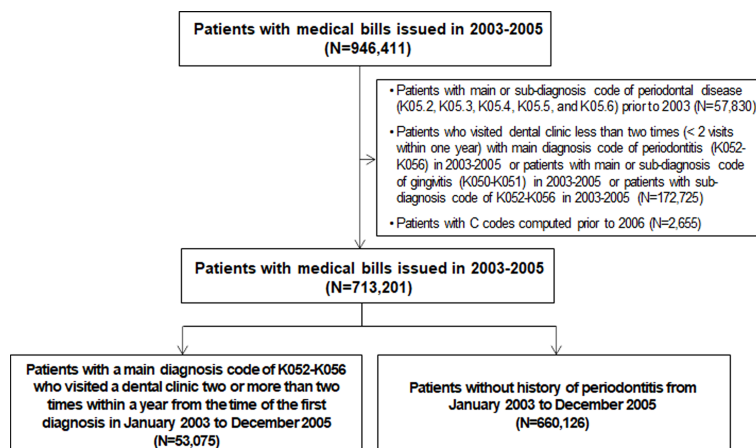 Patients with medical bills issued in 2003-2005
(N=946,411)
• Patients with main or sub-diagnosis code of periodontal disease
(K05.2, K05.3, K05.4, K05.5, and K05.6) prior to 2003 (N=57,830)
• Patients who visited dental clinic less than two times (< 2 visits
within one year) with main diagnosis code of periodontitis (K052-
K056) in 2003-2005 or patients with main or sub-diagnosis code
of gingivitis (K050-K051) in 2003-2005 or patients with sub-
diagnosis code of K052-K056 in 2003-2005 (N=172,725)
• Patients with C codes computed prior to 2006 (N=2,655)
Patients with medical bills issued in 2003-2005
(N=713,201)
Patients with a main diagnosis code of K052-K056
who visited a dental clinic two or more than two
times within a year from the time of the first
diagnosis in January 2003 to December 2005
(N=53,075)
Patients without history of periodontitis from
January 2003 to December 2005
(N=660,126)